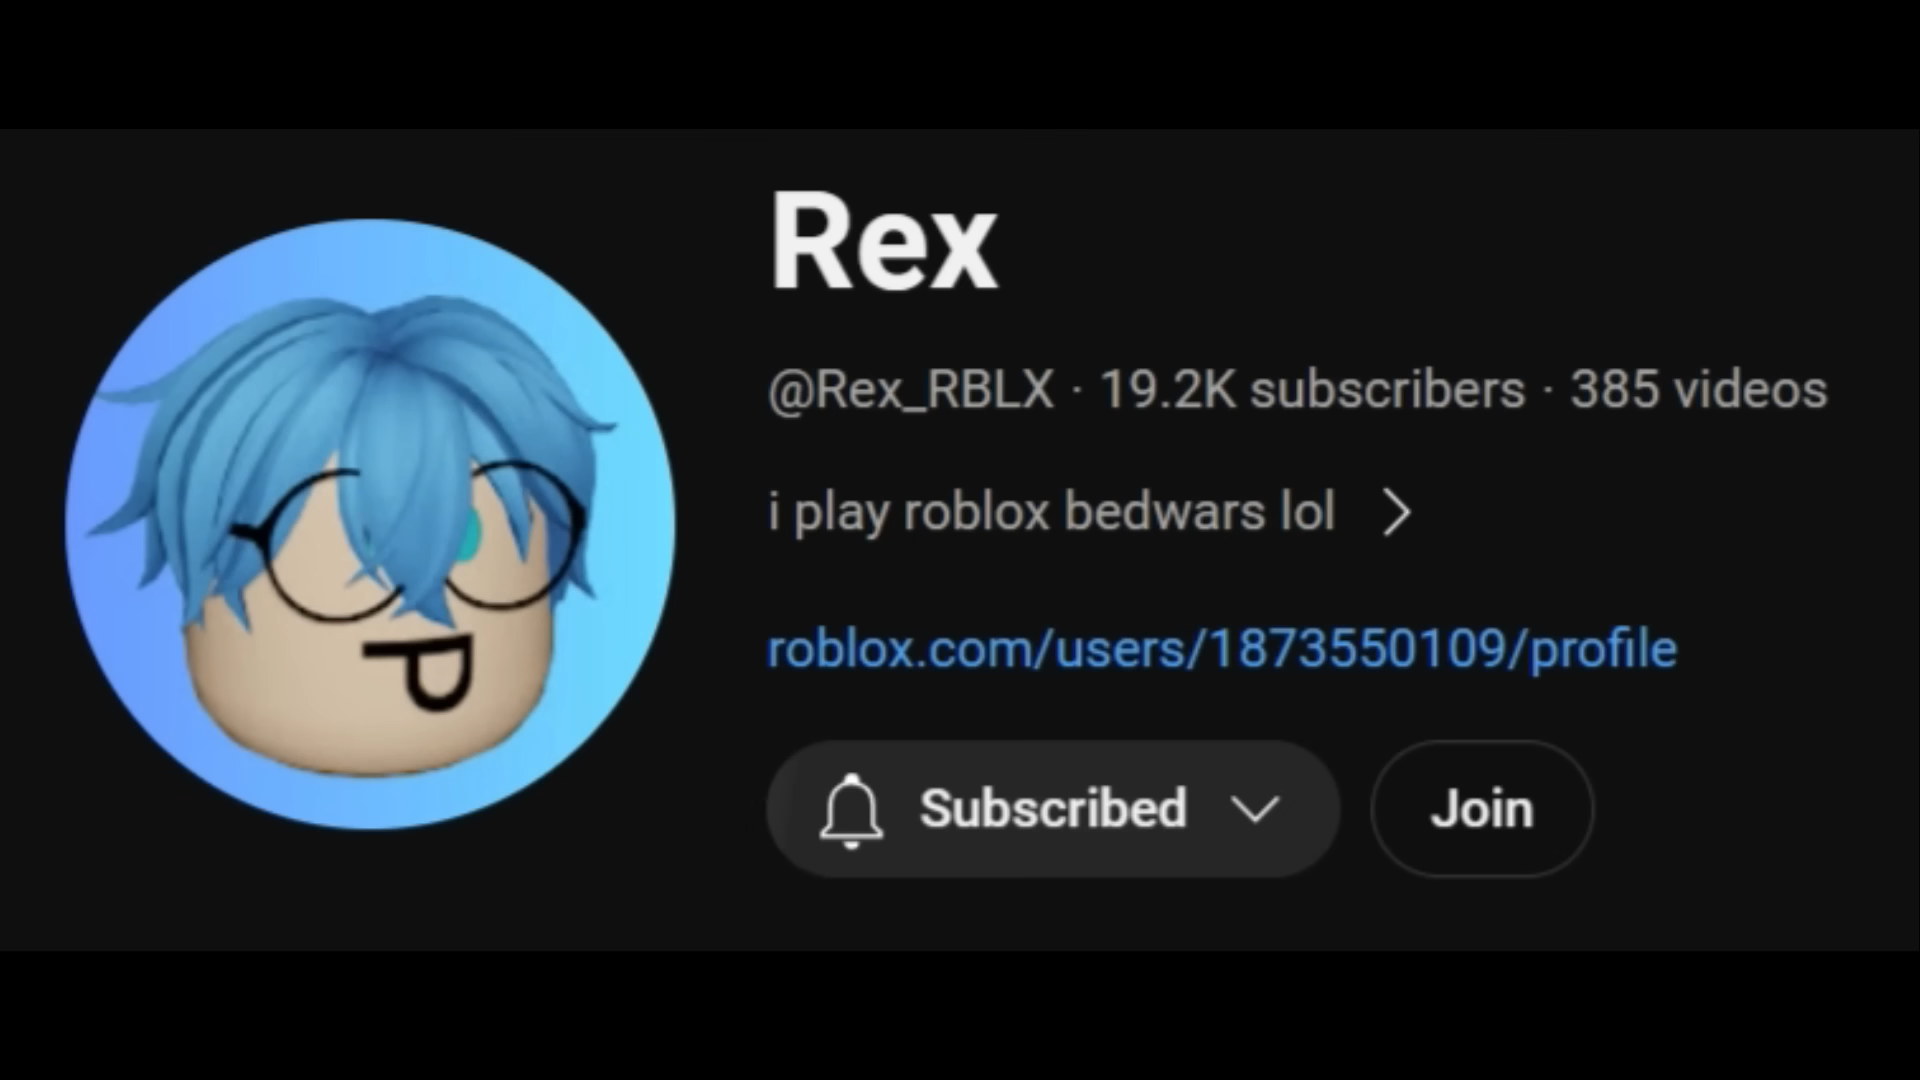 Rex
@Rex_RBLX · 19.2K subscribers · 385 videos
i play roblox bedwars lol
roblox.com/users/1873550109/profile
Subscribed
Join